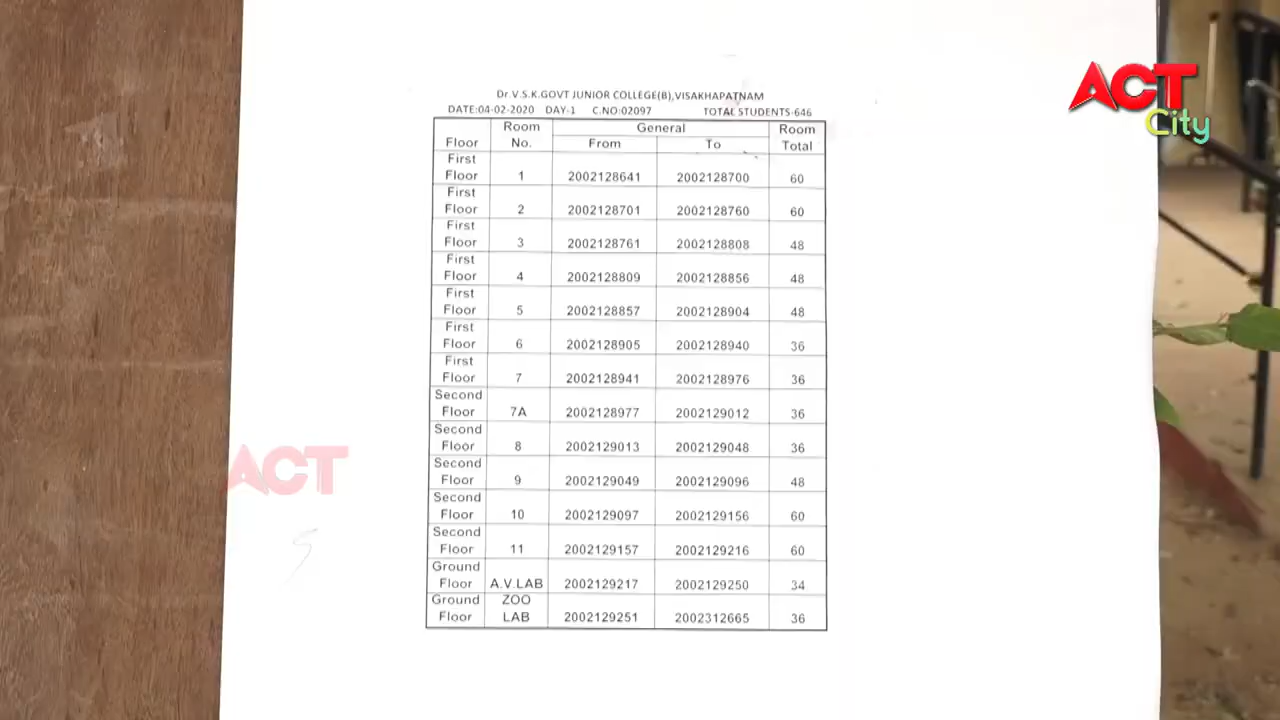 ACT
City
Dr.V.S.K.GOVT JUNIOR COLLEGE(B),VISAKHAPATNAM
DATE:04-02-2020 DAY-1 C.NO:02097 TOTAL STUDENTS-646
Floor Room No. General From To Room Total
First Floor 1 2002128641 2002128700 60
First Floor 2 2002128701 2002128760 60
First Floor 3 2002128761 2002128808 48
First Floor 4 2002128809 2002128856 48
First Floor 5 2002128857 2002128904 48
First Floor 6 2002128905 2002128940 36
First Floor 7 2002128941 2002128976 36
Second Floor 7A 2002128977 2002129012 36
Second Floor 8 2002129013 2002129048 36
Second Floor 9 2002129049 2002129096 48
Second Floor 10 2002129097 2002129156 60
Second Floor 11 2002129157 2002129216 60
Ground Floor A.V.LAB 2002129217 2002129250 34
Ground Floor ZOO LAB 2002129251 2002312665 36
ACT